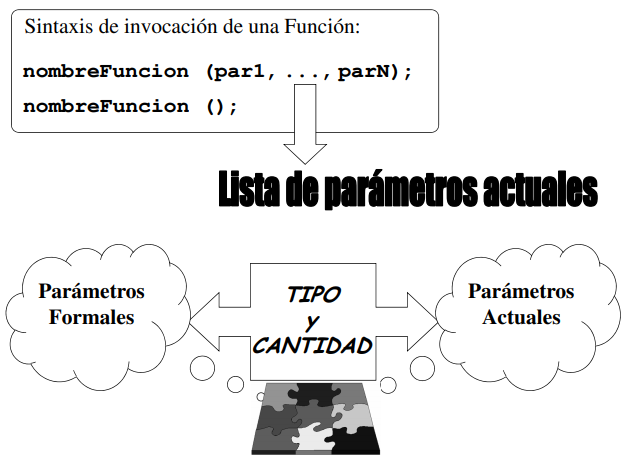 Sintaxis de invocación de una Función:
nombreFuncion (par1, ..., parN);
nombreFuncion ();
Lista de parámetros actuales
Parámetros
Formales
TIPO
y
CANTIDAD
Parámetros
Actuales